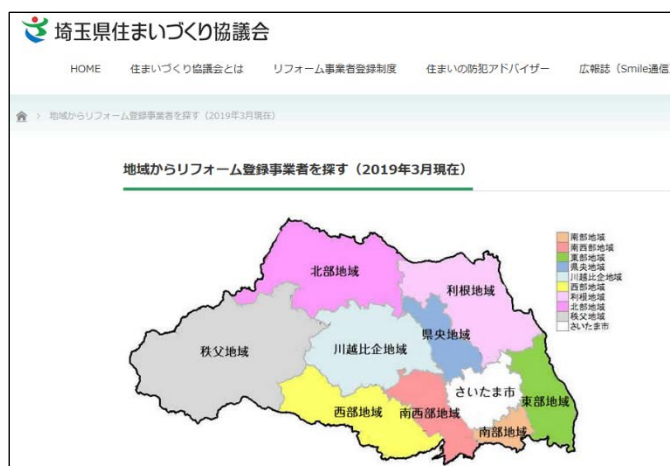 埼玉県住まいづくり協議会
HOME 住まいづくり協議会とは リフォーム事業者登録制度 住まいの防犯アドバイザー 広報誌（Smile通信
地域からリフォーム登録事業者を探す（2019年3月現在）
地域からリフォーム登録事業者を探す（2019年3月現在）
南部地域
南西部地域
東部地域
県央地域
川越比企地域
西部地域
利根地域
北部地域
秩父地域
さいたま市
北部地域
利根地域
県央地域
秩父地域
川越比企地域
さいたま市
東部地域
西部地域
南西部地域
南部地域